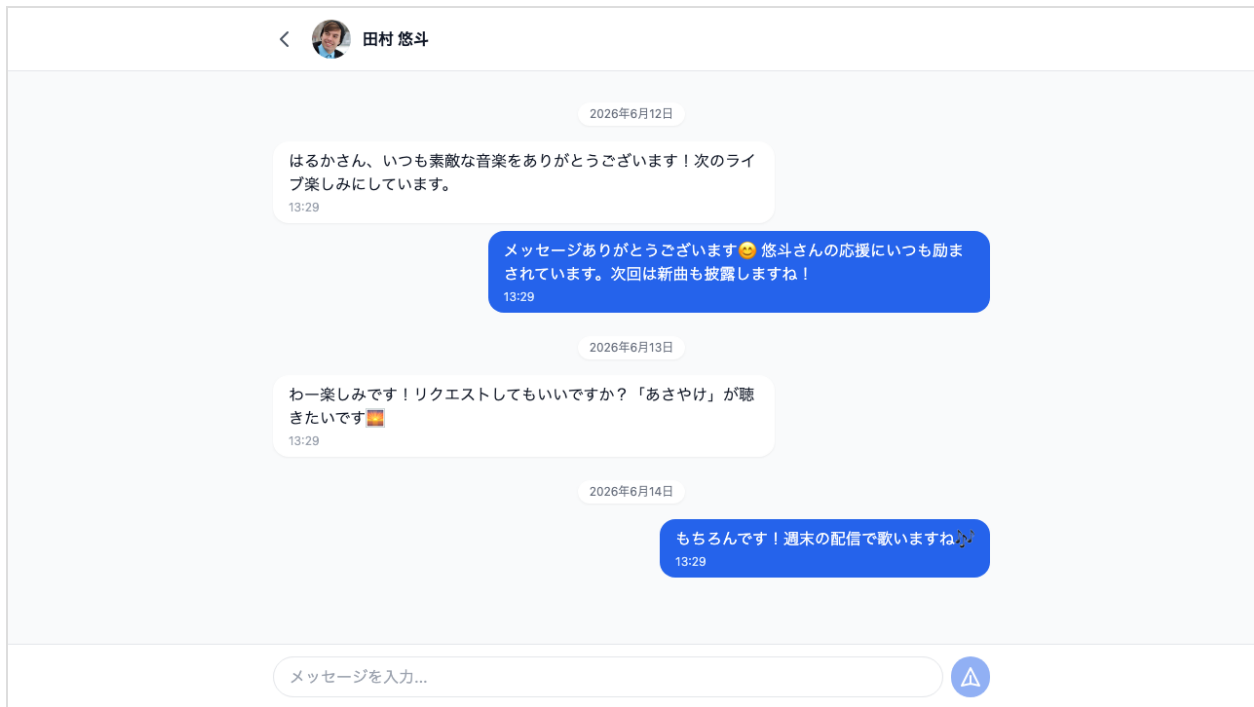 田村 悠斗
2026年6月12日
はるかさん、いつも素敵な音楽をありがとうございます！次のライ
ブ楽しみにしています。
13:29
メッセージありがとうございます😊 悠斗さんの応援にいつも励ま
されています。次回は新曲も披露しますね！
13:29
2026年6月13日
わー楽しみです！リクエストしてもいいですか？「あさやけ」が聴
きたいです🌅
13:29
2026年6月14日
もちろんです！週末の配信で歌いますね🎶
13:29
メッセージを入力...